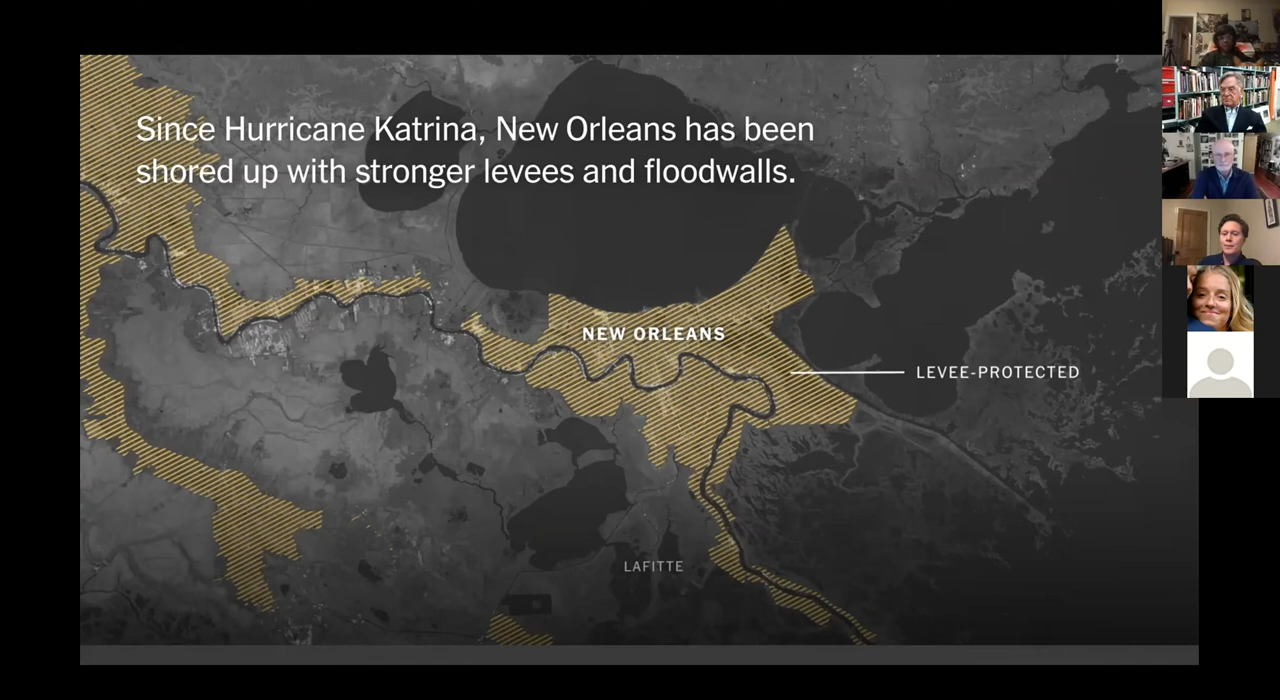 Since Hurricane Katrina, New Orleans has been
shored up with stronger levees and floodwalls.
NEW ORLEANS
LEVEE-PROTECTED
LAFITTE